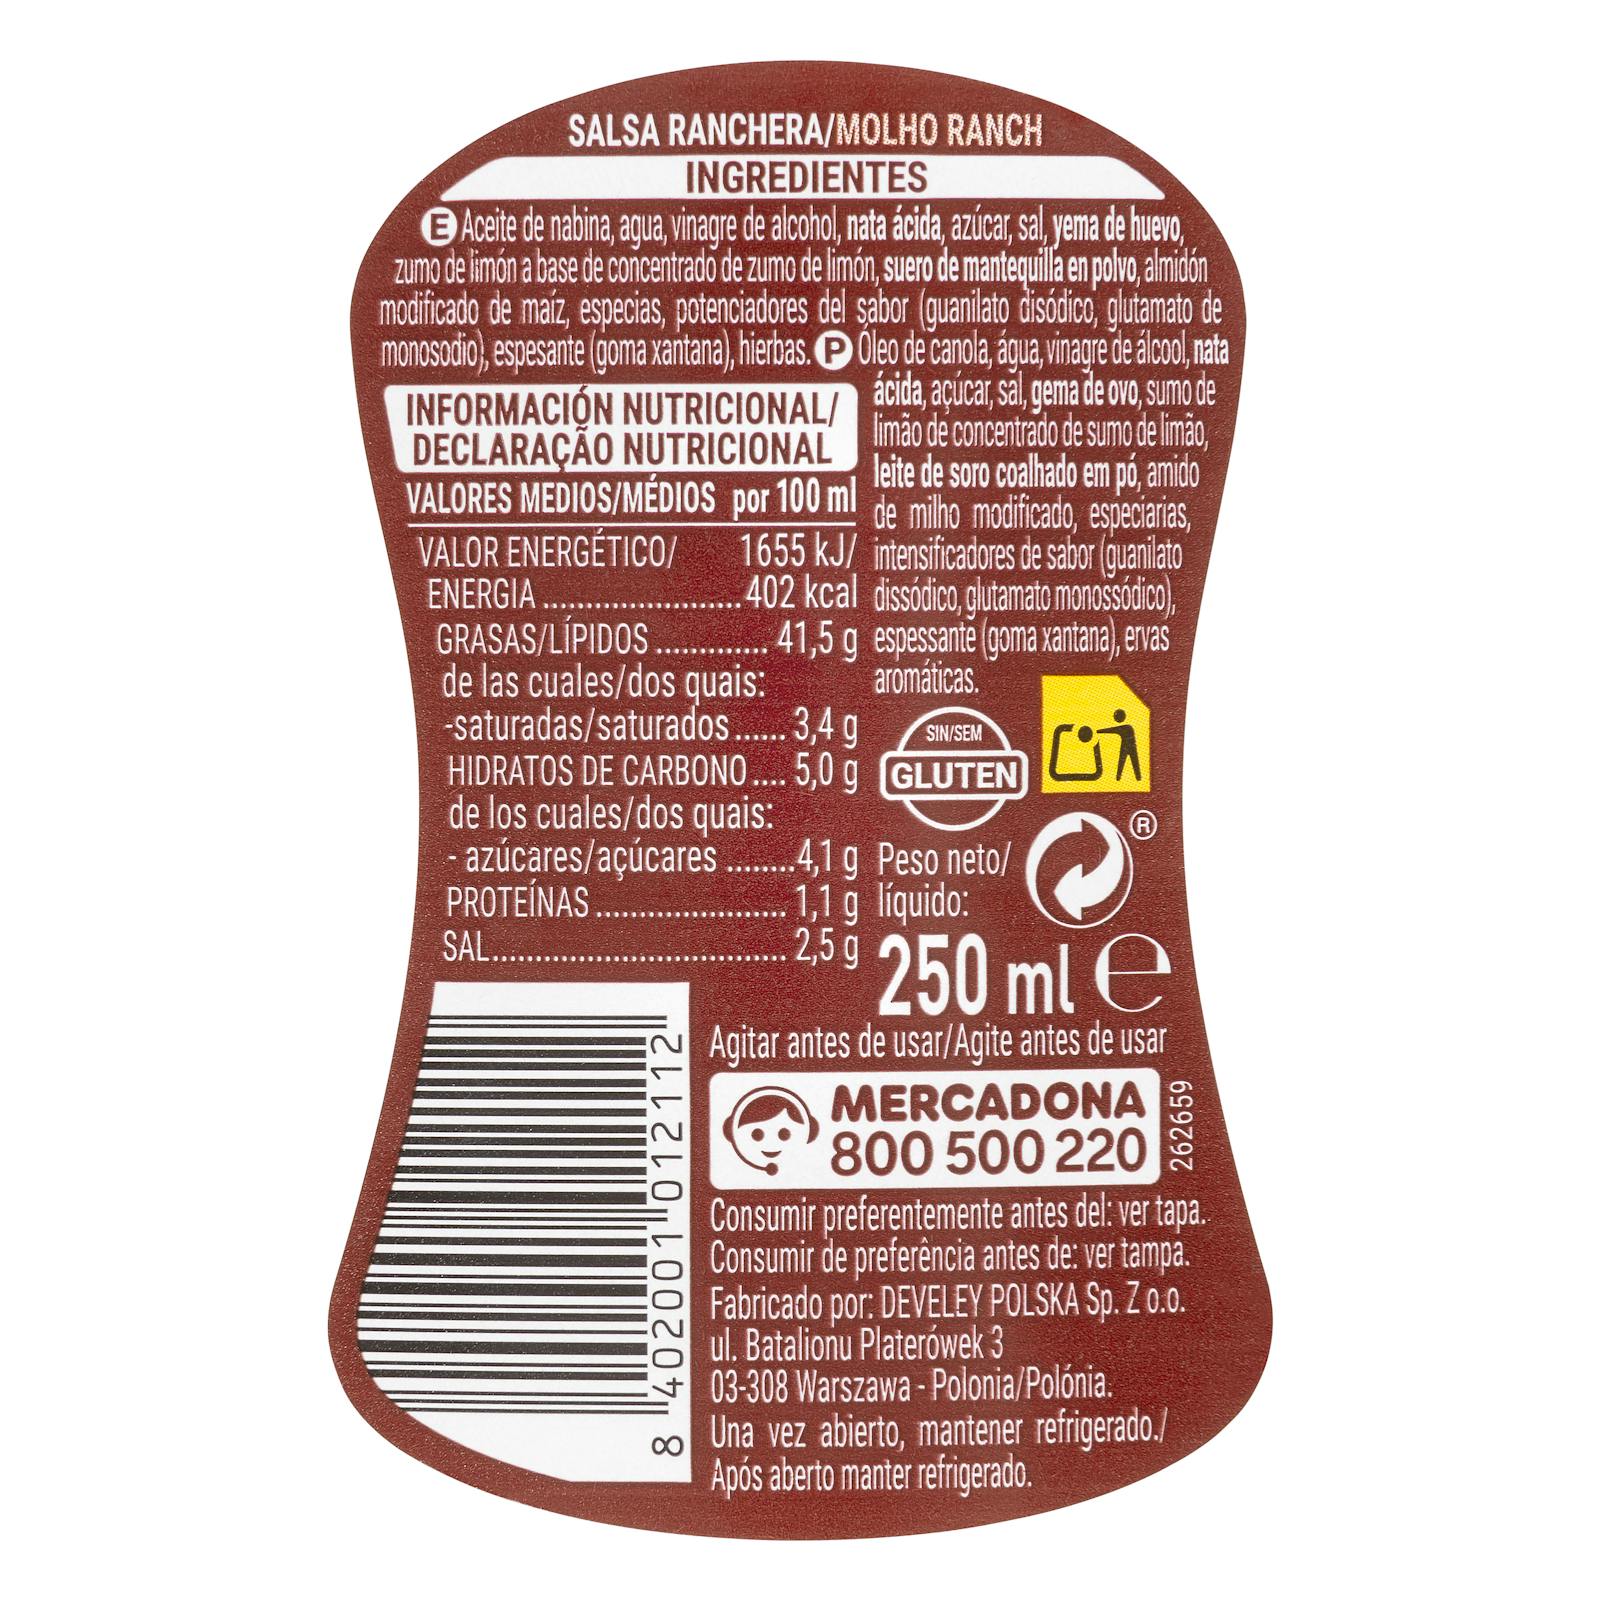 SALSA RANCHERA/MOLHO RANCH
INGREDIENTES
E Aceite de nabina, agua, vinagre de alcohol, nata ácida, azúcar, sal, yema de huevo,
zumo de limón a base de concentrado de zumo de limón, suero de mantequilla en polvo, almidón
modificado de maíz, especias, potenciadores del sabor (guanilato disódico, glutamato de
monosodio), espesante (goma xantana), hierbas. P Óleo de canola, água, vinagre de álcool, nata
ácida, açúcar, sal, gema de ovo, sumo de
limão de concentrado de sumo de limão,
leite de soro coalhado em pó, amido
de milho modificado, especiarias,
intensificadores de sabor (guanilato
dissódico, glutamato monossódico),
espessante (goma xantana), ervas
aromáticas.
INFORMACIÓN NUTRICIONAL/
DECLARAÇÃO NUTRICIONAL
VALORES MEDIOS/MÉDIOS por 100 ml
VALOR ENERGÉTICO/ 1655 kJ/
ENERGIA ...................... 402 kcal
GRASAS/LÍPIDOS ............. 41,5 g
de las cuales/dos quais:
-saturadas/saturados ...... 3,4 g
HIDRATOS DE CARBONO .... 5,0 g
de los cuales/dos quais:
- azúcares/açúcares ........ 4,1 g
PROTEÍNAS ..................... 1,1 g
SAL ................................ 2,5 g
SIN/SEM
GLUTEN
®
Peso neto/
líquido:
250 ml e
Agitar antes de usar/Agite antes de usar
MERCADONA
800 500 220
262659
Consumir preferentemente antes del: ver tapa.
Consumir de preferência antes de: ver tampa.
Fabricado por: DEVELEY POLSKA Sp. Z o.o.
ul. Batalionu Platerówek 3
03-308 Warszawa - Polonia/Polónia.
Una vez abierto, mantener refrigerado./
Após aberto manter refrigerado.
8 402001 012112